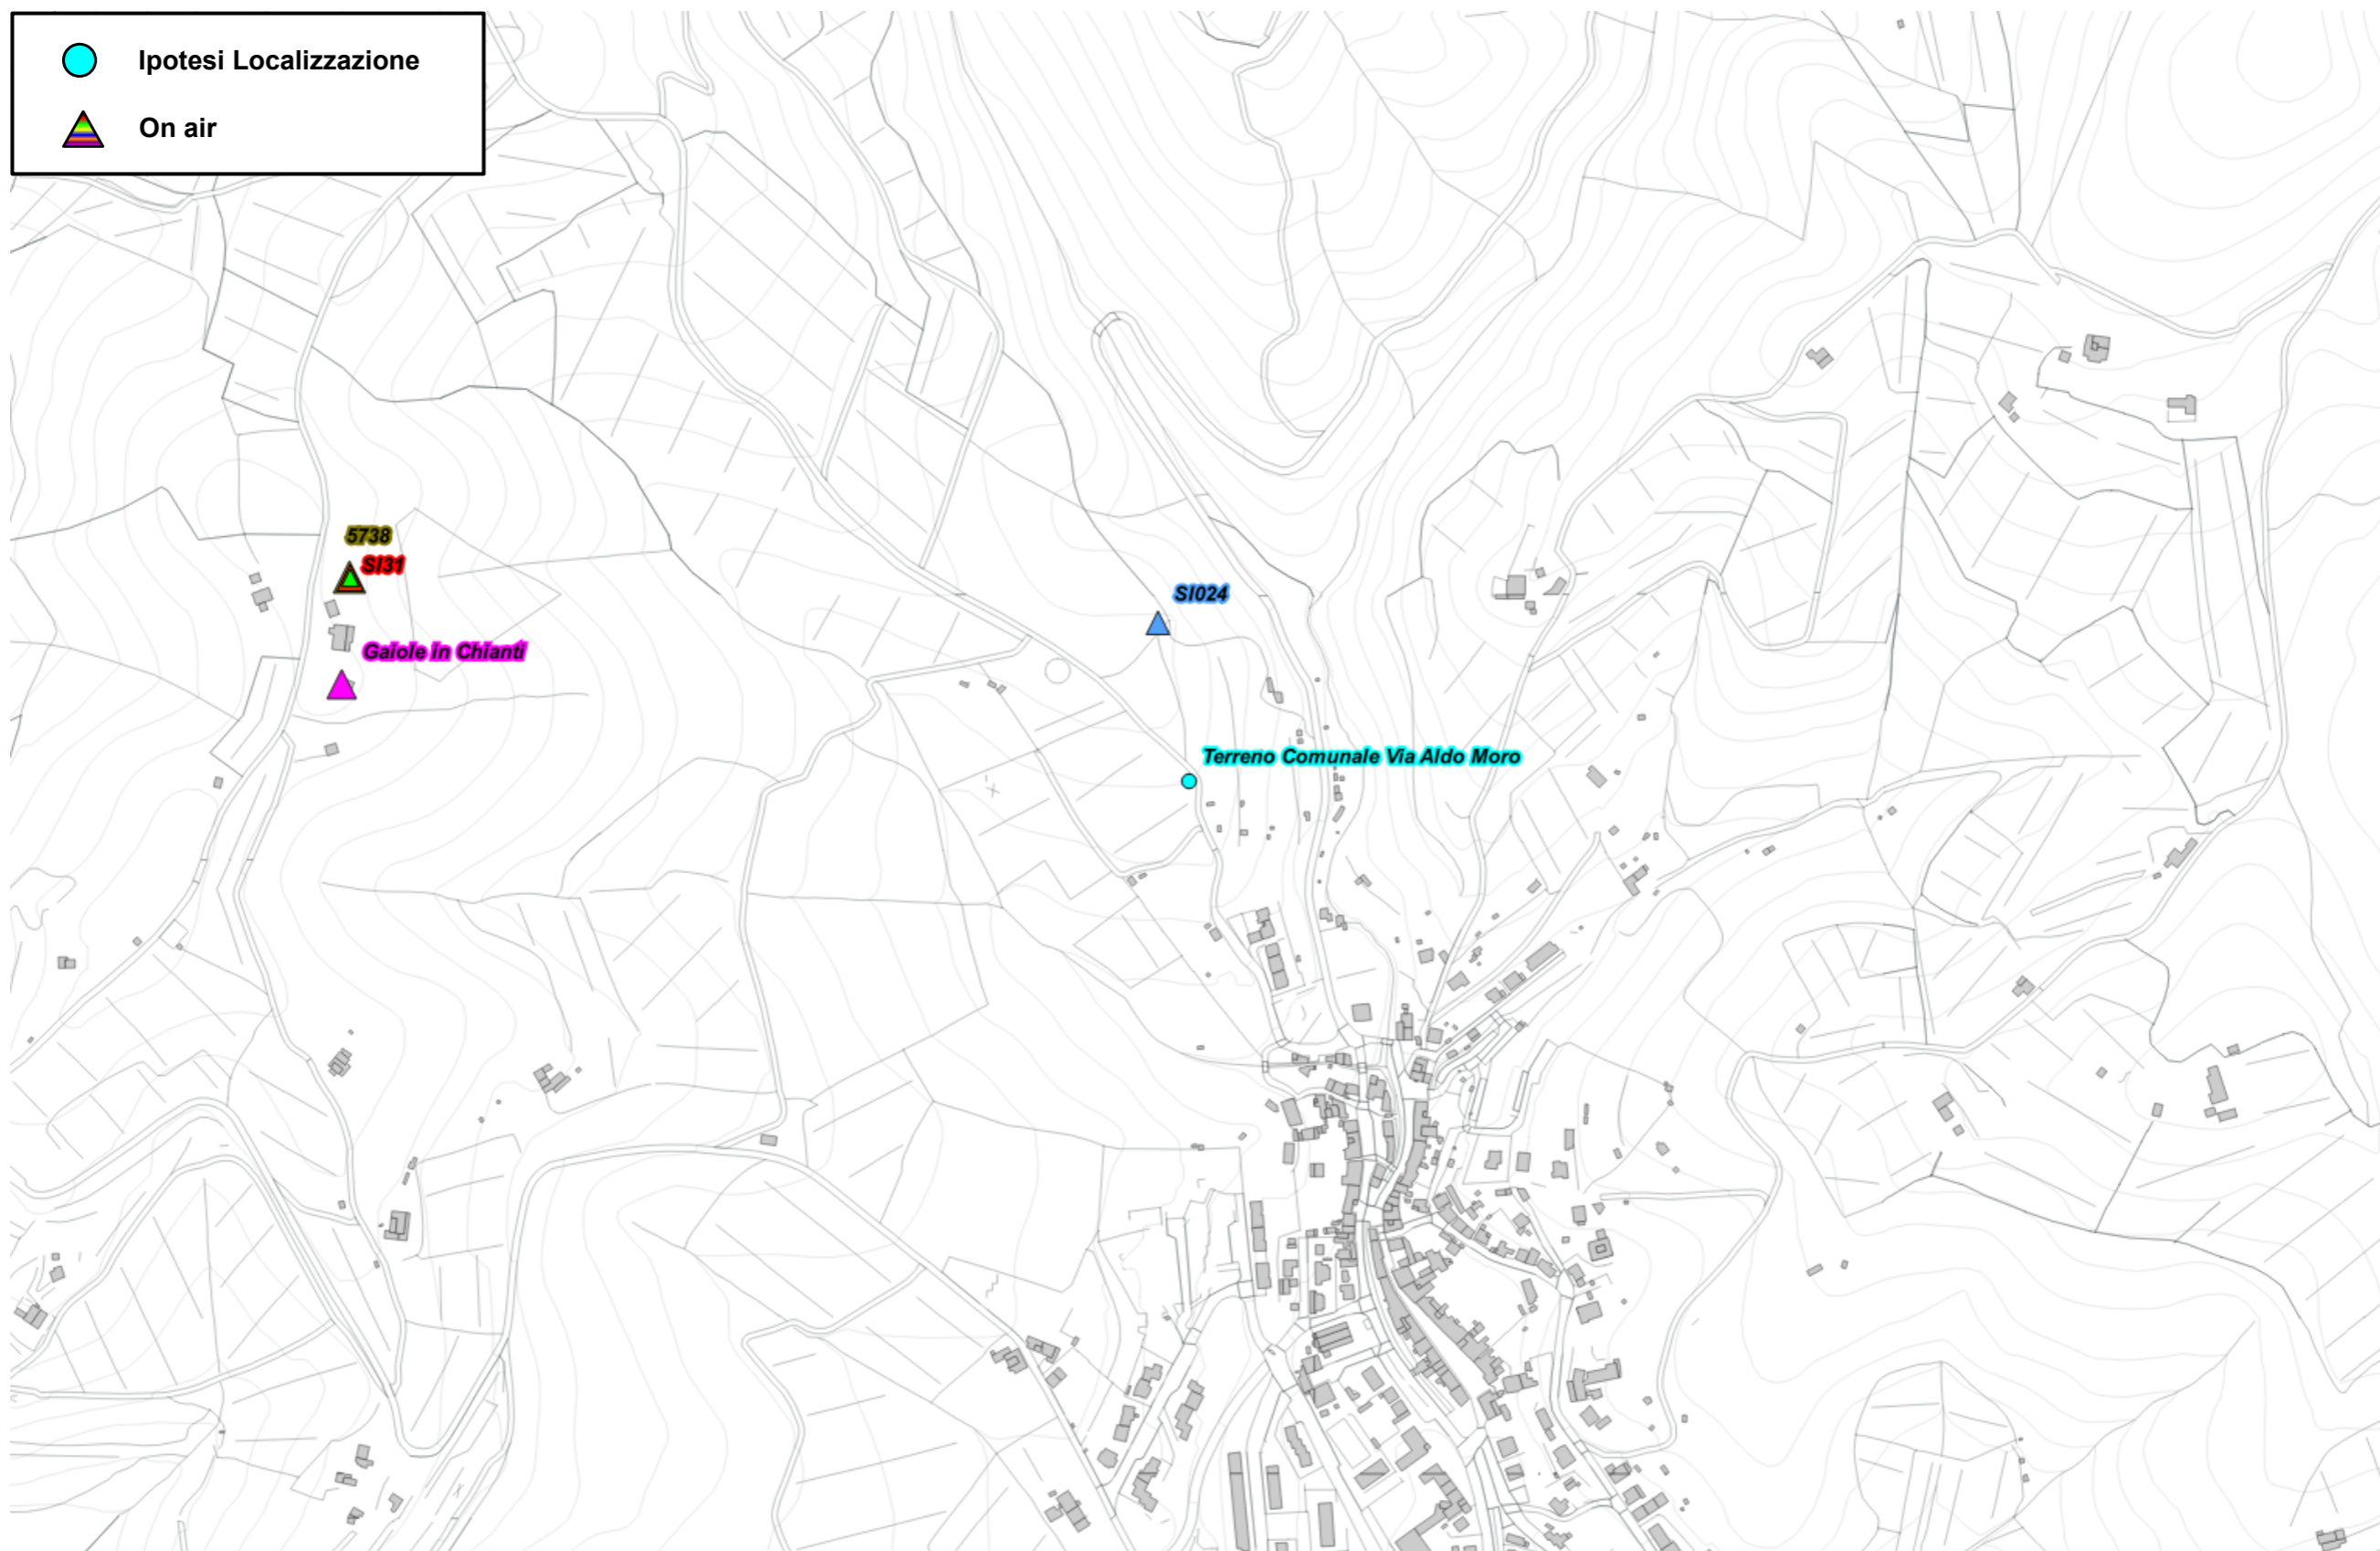 Ipotesi Localizzazione
On air
5738
SI31
SI024
Gaiole in Chianti
Terreno Comunale Via Aldo Moro